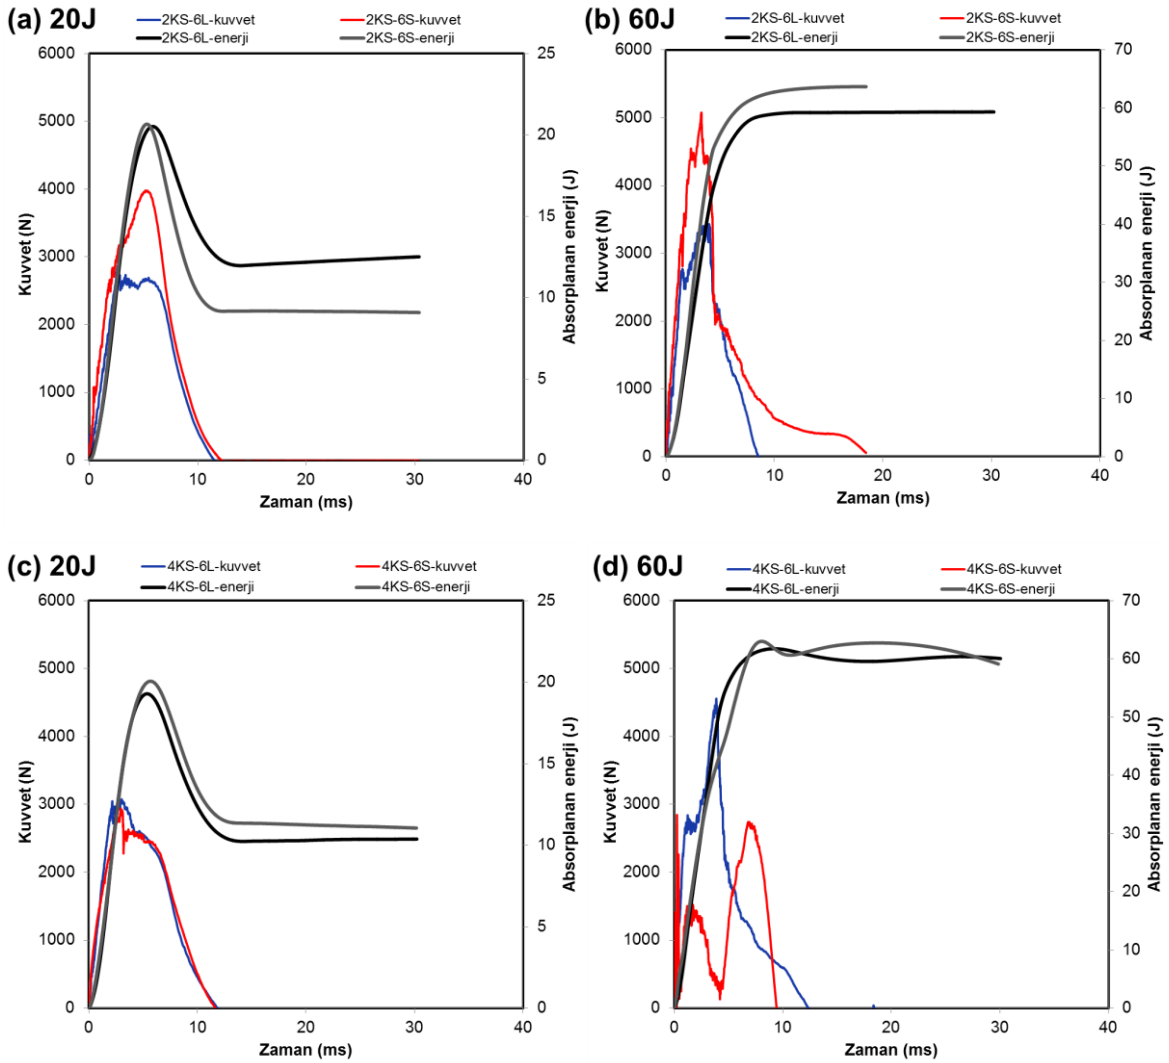 (a) 20J
2KS-6L-kuvvet 2KS-6S-kuvvet
2KS-6L-enerji 2KS-6S-enerji
6000 5000 4000 3000 2000 1000 0
Kuvvet (N)
25 20 15 10 5 0
Absorplanan enerji (J)
0 10 20 30 40
Zaman (ms)
(b) 60J
2KS-6L-kuvvet 2KS-6S-kuvvet
2KS-6L-enerji 2KS-6S-enerji
6000 5000 4000 3000 2000 1000 0
Kuvvet (N)
70 60 50 40 30 20 10 0
Absorplanan enerji (J)
0 10 20 30 40
Zaman (ms)
(c) 20J
4KS-6L-kuvvet 4KS-6S-kuvvet
4KS-6L-enerji 4KS-6S-enerji
6000 5000 4000 3000 2000 1000 0
Kuvvet (N)
25 20 15 10 5 0
Absorplanan enerji (J)
0 10 20 30 40
Zaman (ms)
(d) 60J
4KS-6L-kuvvet 4KS-6S-kuvvet
4KS-6L-enerji 4KS-6S-enerji
6000 5000 4000 3000 2000 1000 0
Kuvvet (N)
70 60 50 40 30 20 10 0
Absorplanan enerji (J)
0 10 20 30 40
Zaman (ms)